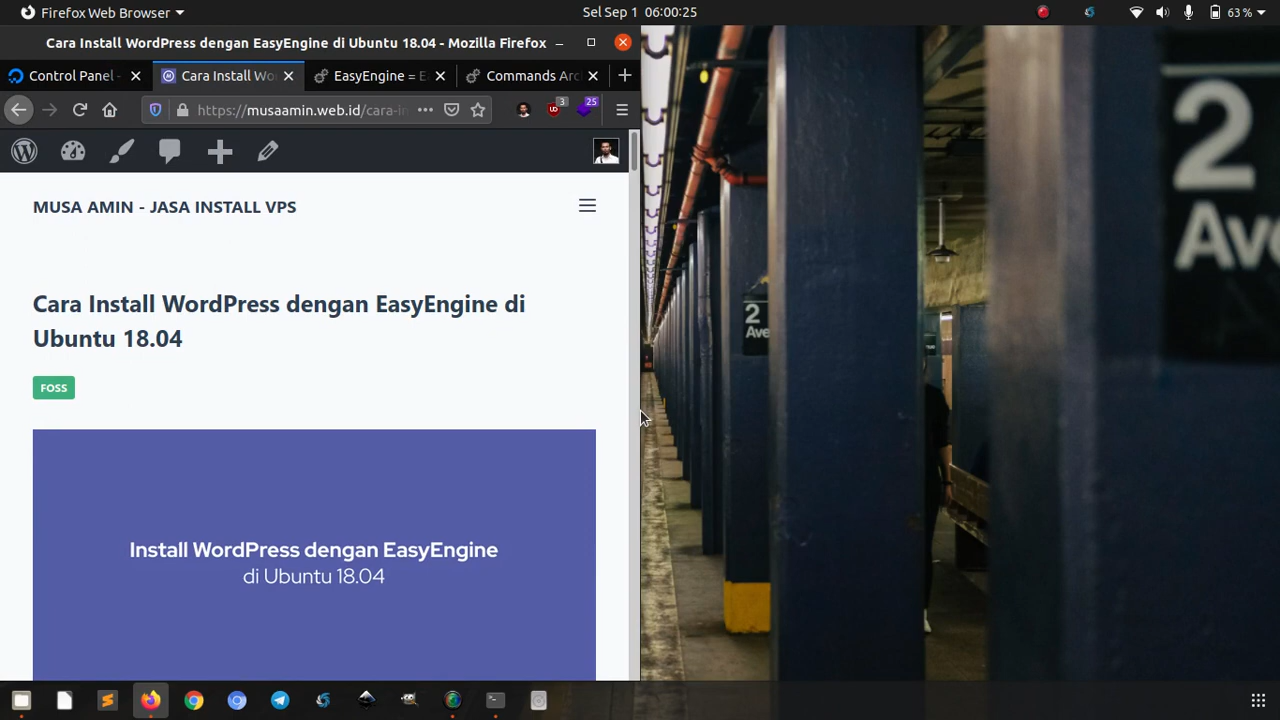 Firefox Web Browser
Sel Sep 1 06:00:25
63 %
Cara Install WordPress dengan EasyEngine di Ubuntu 18.04 - Mozilla Firefox
Control Panel -
Cara Install Wo
EasyEngine = E
Commands Arc
https://musaamin.web.id/cara-i
3
25
MUSA AMIN - JASA INSTALL VPS
Cara Install WordPress dengan EasyEngine di
Ubuntu 18.04
FOSS
Install WordPress dengan EasyEngine
di Ubuntu 18.04
2
Ave
2
Ave